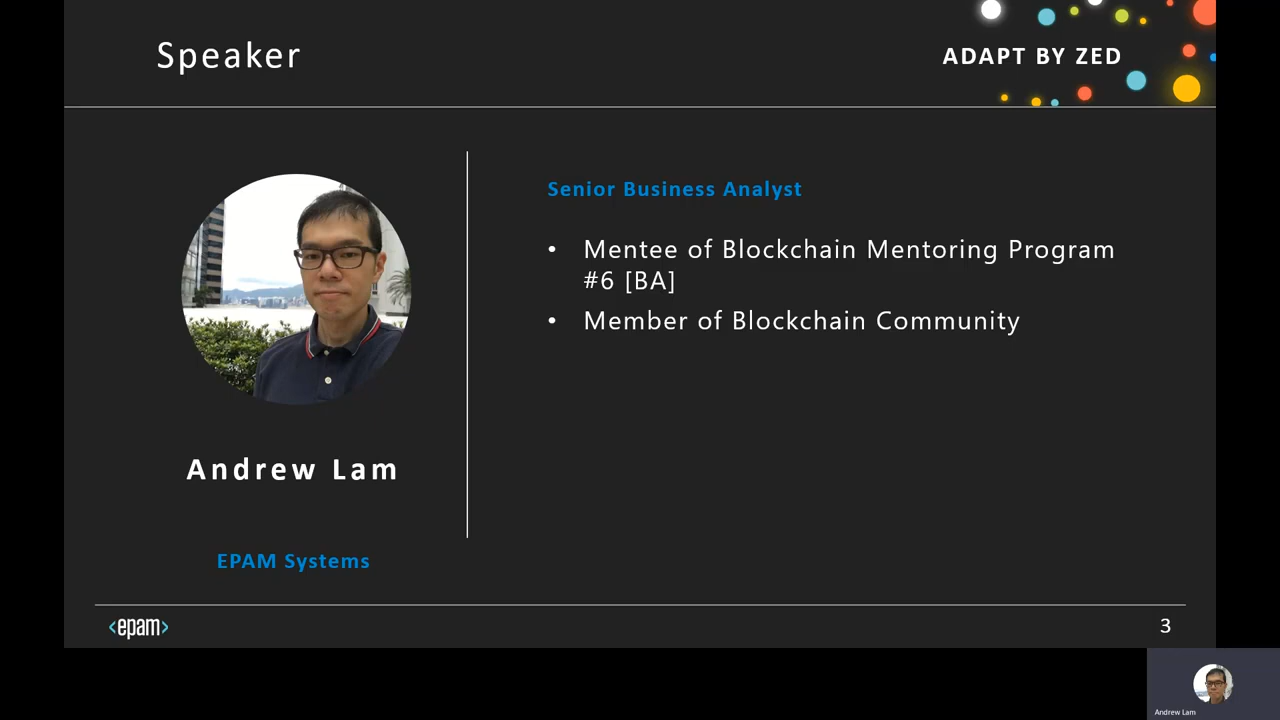 Speaker
ADAPT BY ZED
Senior Business Analyst
• Mentee of Blockchain Mentoring Program
#6 [BA]
• Member of Blockchain Community
Andrew Lam
EPAM Systems
<epam>
3
Andrew Lam